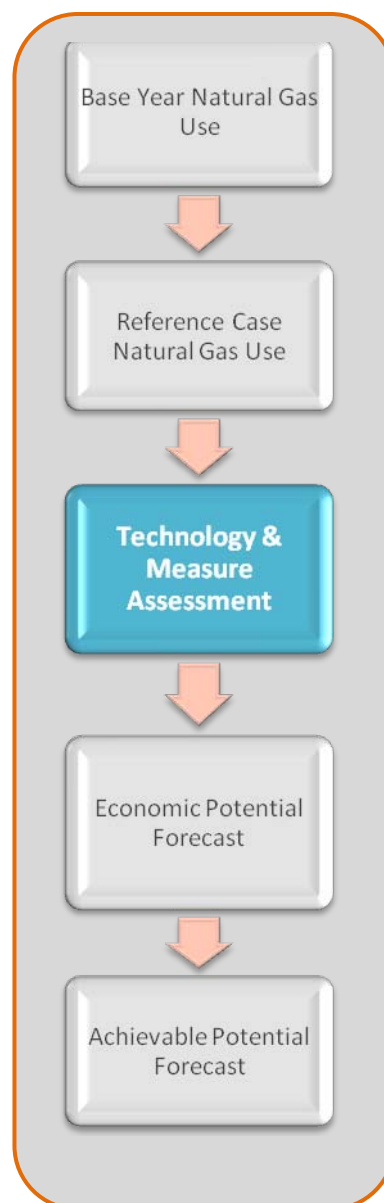 Base Year Natural Gas
Use
Reference Case
Natural Gas Use
Technology &
Measure
Assessment
Economic Potential
Forecast
Achievable Potential
Forecast